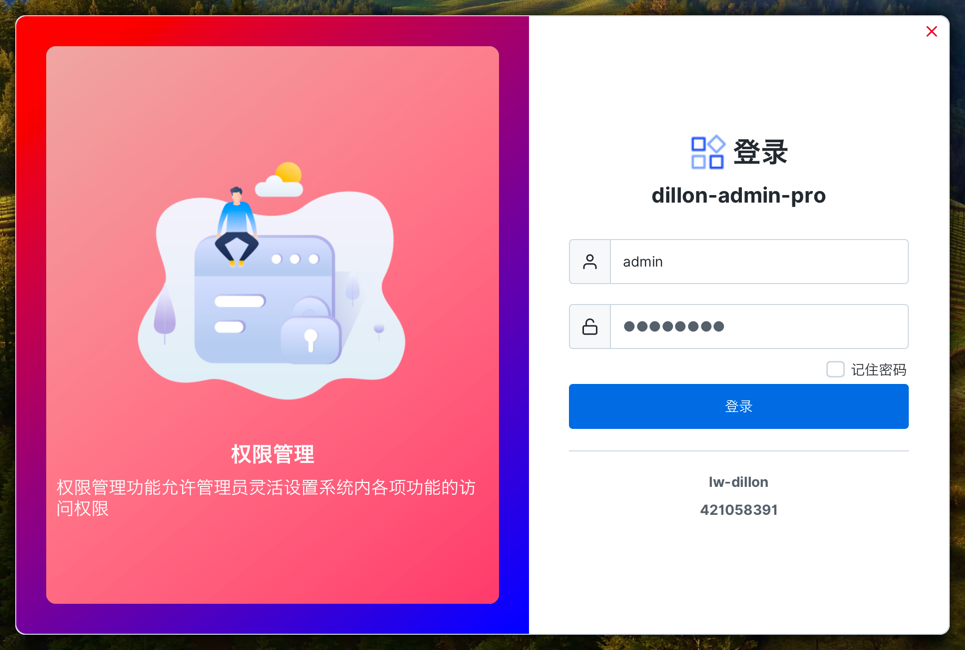 权限管理
权限管理功能允许管理员灵活设置系统内各项功能的访
问权限
登录
dillon-admin-pro
admin
●●●●●●●●
记住密码
登录
lw-dillon
421058391